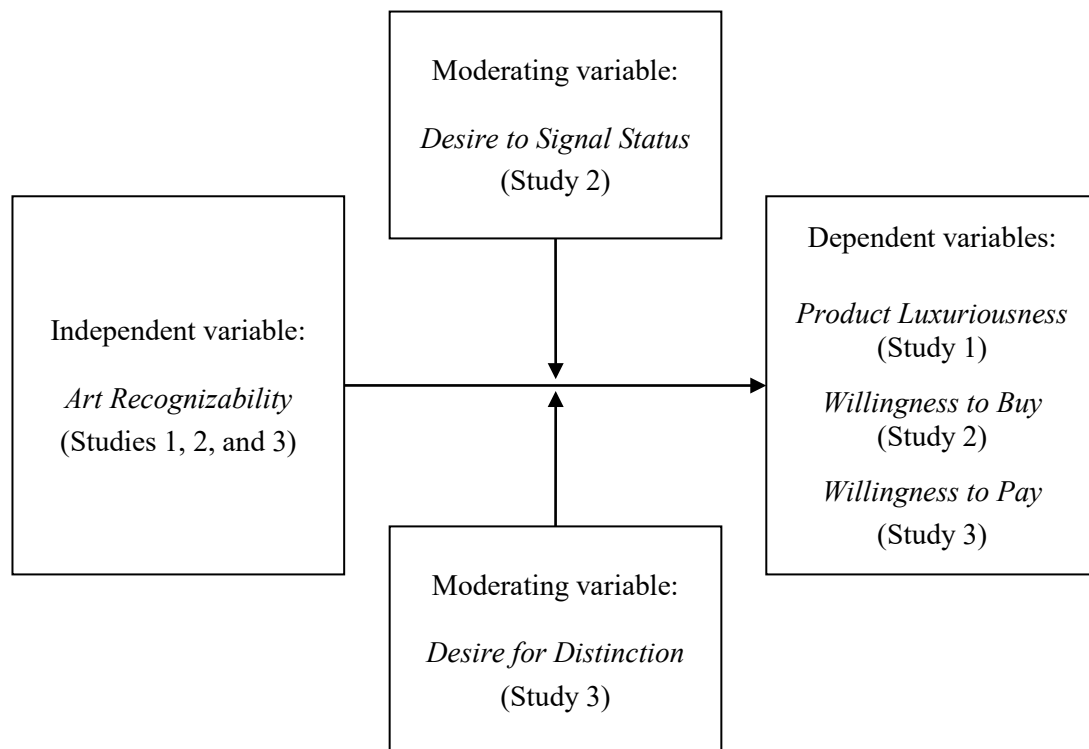 Moderating variable:
Desire to Signal Status
(Study 2)
Independent variable:
Art Recognizability
(Studies 1, 2, and 3)
Dependent variables:
Product Luxuriousness
(Study 1)
Willingness to Buy
(Study 2)
Willingness to Pay
(Study 3)
Moderating variable:
Desire for Distinction
(Study 3)